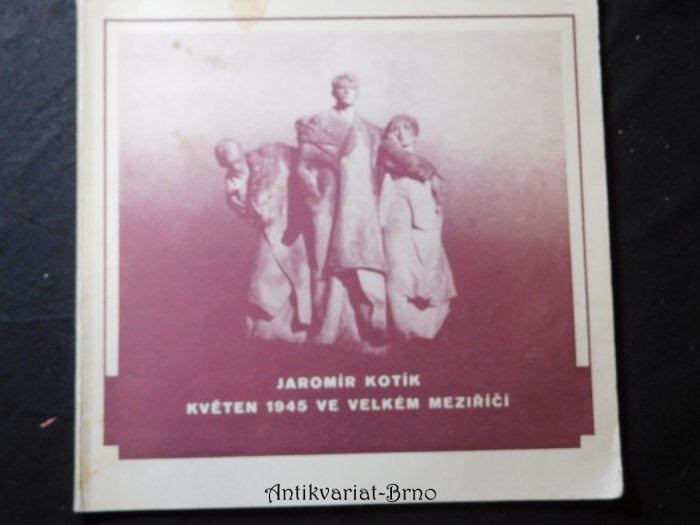 JAROMÍR KOTÍK
KVĚTEN 1945 VE VELKÉM MEZIŘÍČÍ
Antikvariat-Brno